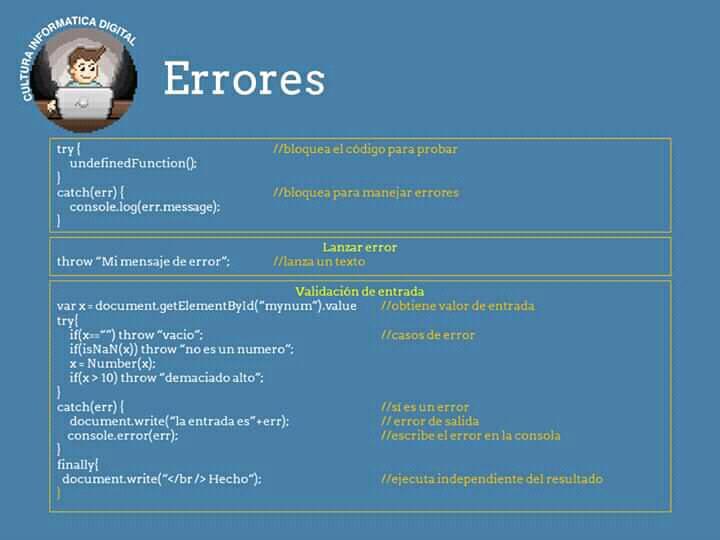 CULTURA INFORMATICA DIGITAL
Errores
try { //bloquea el código para probar
undefinedFunction();
}
catch(err) { //bloquea para manejar errores
console.log(err.message);
}
Lanzar error
throw “Mi mensaje de error”; //lanza un texto
Validación de entrada
var x = document.getElementById(“mynum”).value //obtiene valor de entrada
try{
if(x==“”) throw “vacio”; //casos de error
if(isNaN(x)) throw “no es un numero”;
x = Number(x);
if(x > 10) throw “demaciado alto”;
}
catch(err) { //sí es un error
document.write(“la entrada es”+err); // error de salida
console.error(err); //escribe el error en la consola
}
finally{
document.write(“</br /> Hecho”); //ejecuta independiente del resultado
}